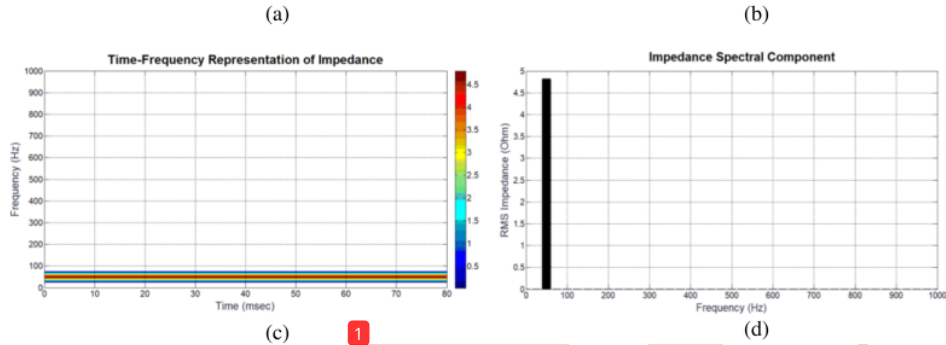 (a)
(b)
Time-Frequency Representation of Impedance
1000
900
800
700
600
500
400
300
200
100
0
Frequency (Hz)
0 10 20 30 40 50 60 70 80
Time (msec)
4.5
4
3.5
3
2.5
2
1.5
1
0.5
Impedance Spectral Component
5
4.5
4
3.5
3
2.5
2
1.5
1
0.5
0
RMS Impedance (Ohm)
0 100 200 300 400 500 600 700 800 900 1000
Frequency (Hz)
(c)
1
(d)